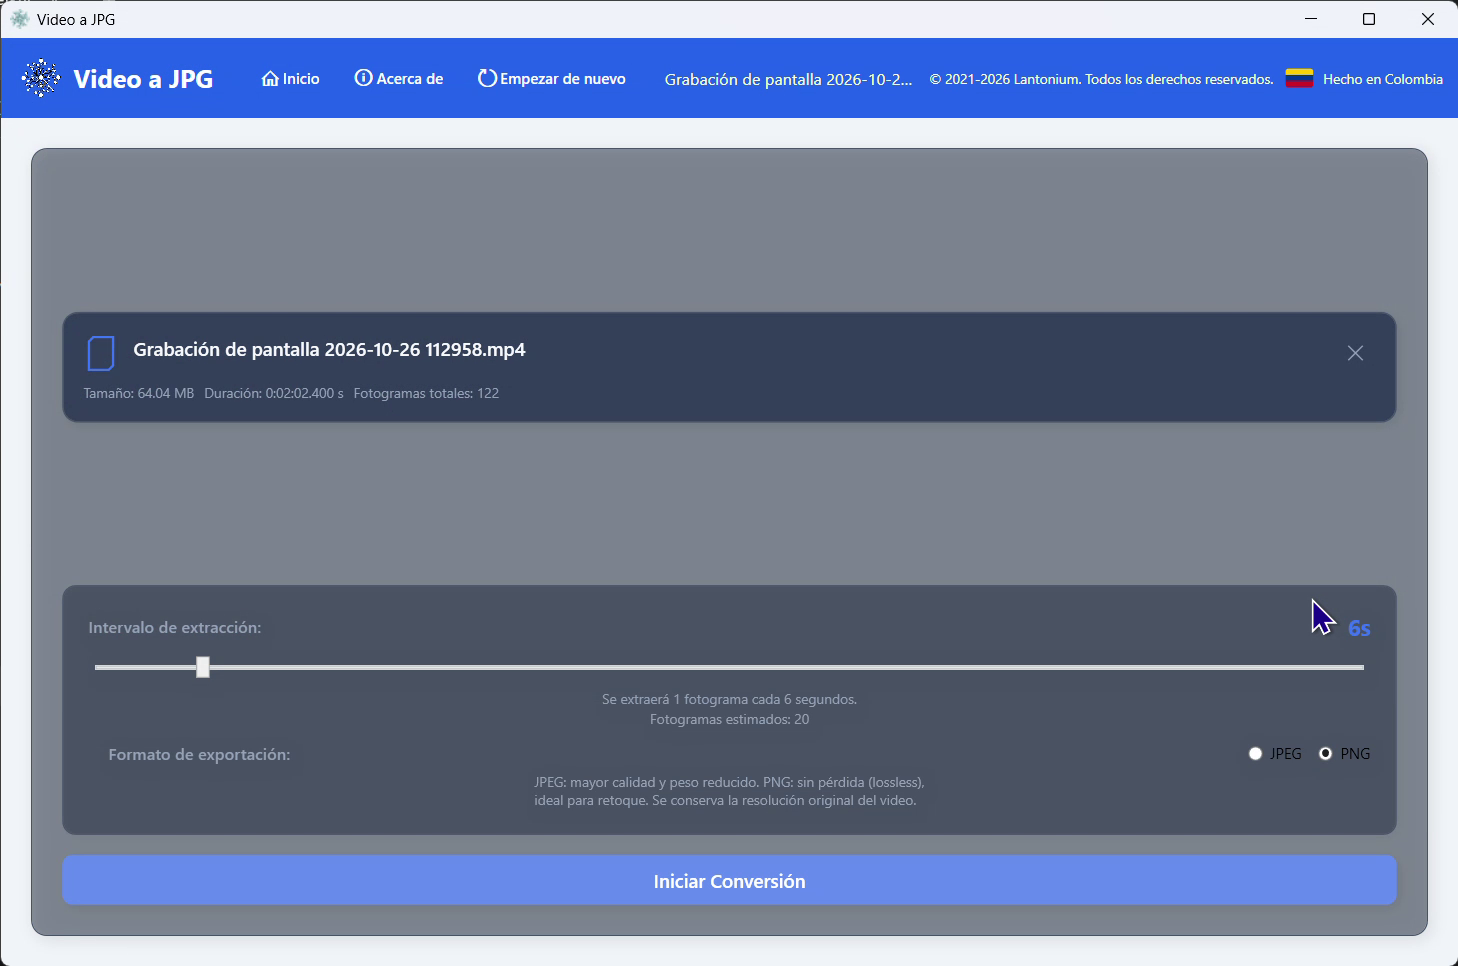 Video a JPG
Video a JPG
Inicio
Acerca de
Empezar de nuevo
Grabación de pantalla 2026-10-2...
© 2021-2026 Lantonium. Todos los derechos reservados.
Hecho en Colombia
Grabación de pantalla 2026-10-26 112958.mp4
Tamaño: 64.04 MB Duración: 0:02:02.400 s Fotogramas totales: 122
Intervalo de extracción:
6s
Se extraerá 1 fotograma cada 6 segundos.
Fotogramas estimados: 20
Formato de exportación:
JPEG
PNG
JPEG: mayor calidad y peso reducido. PNG: sin pérdida (lossless),
ideal para retoque. Se conserva la resolución original del video.
Iniciar Conversión